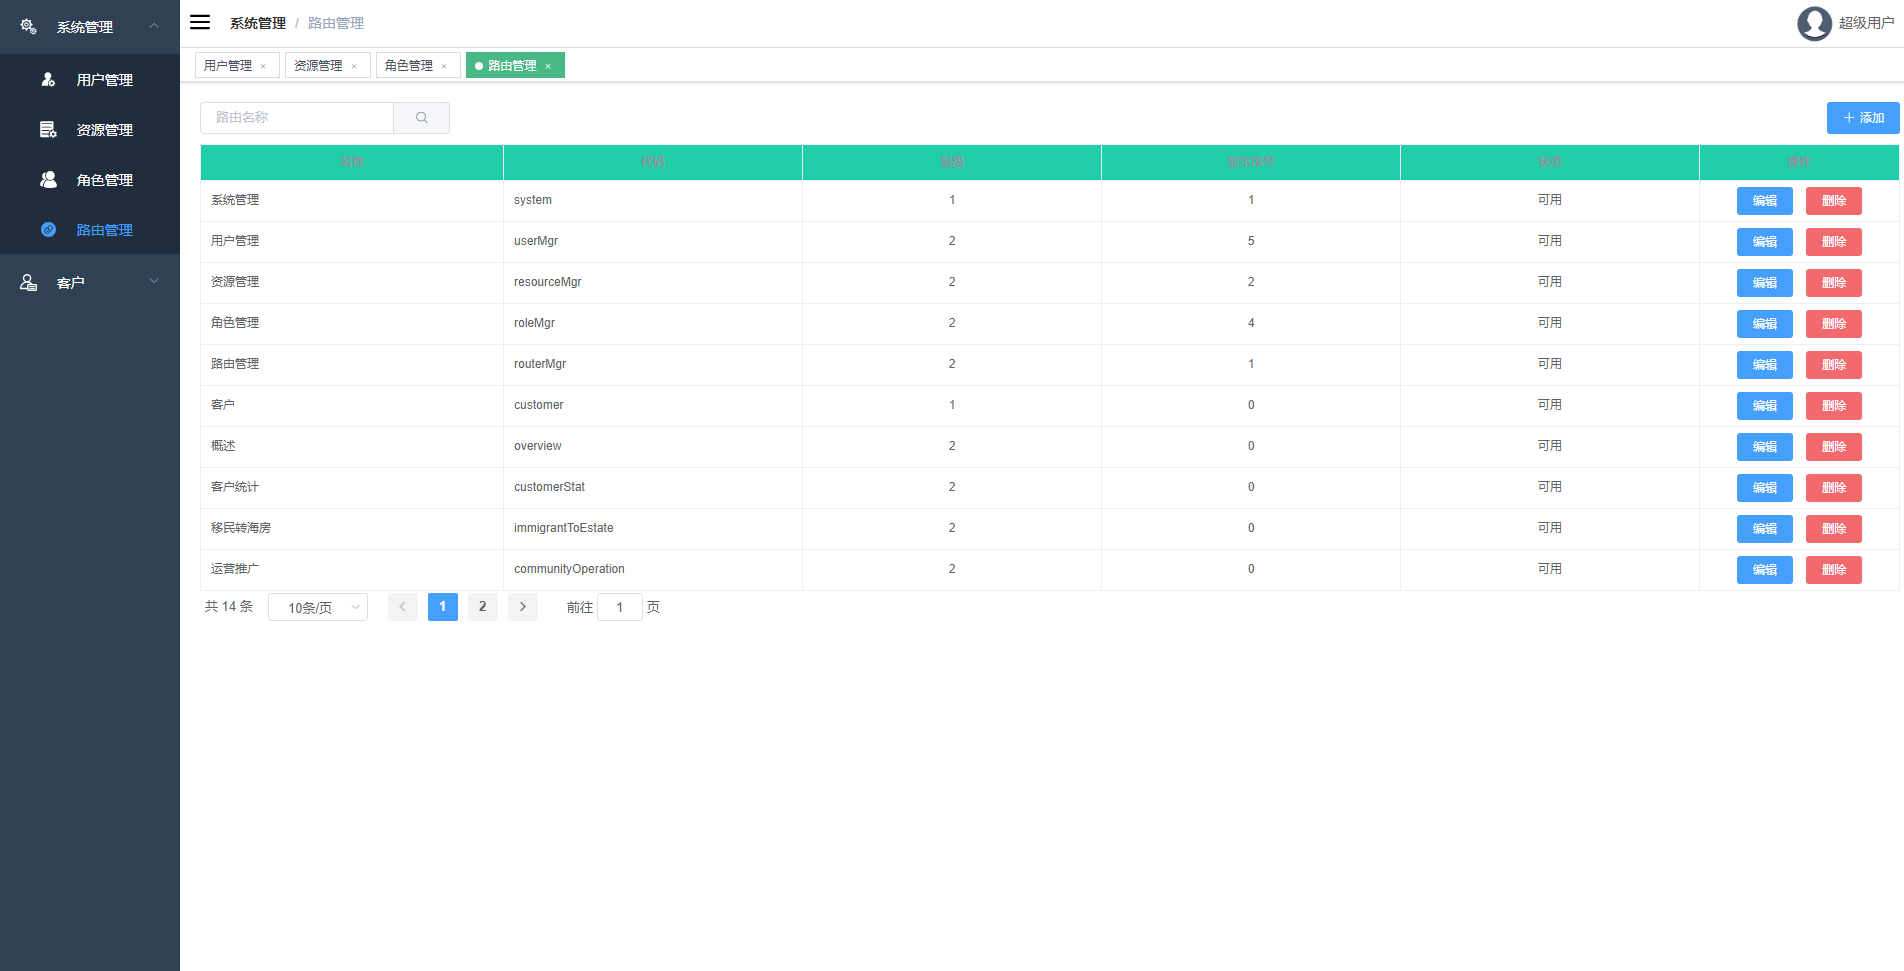 系统管理
用户管理
资源管理
角色管理
路由管理
客户
系统管理 / 路由管理
超级用户
用户管理 × 资源管理 × 角色管理 × 路由管理 ×
路由名称
添加
名称 代码 层级 显示序号 状态 操作
系统管理 system 1 1 可用 编辑 删除
用户管理 userMgr 2 5 可用 编辑 删除
资源管理 resourceMgr 2 2 可用 编辑 删除
角色管理 roleMgr 2 4 可用 编辑 删除
路由管理 routerMgr 2 1 可用 编辑 删除
客户 customer 1 0 可用 编辑 删除
概述 overview 2 0 可用 编辑 删除
客户统计 customerStat 2 0 可用 编辑 删除
移民转海房 immigrantToEstate 2 0 可用 编辑 删除
运营推广 communityOperation 2 0 可用 编辑 删除
共 14 条 10条/页 1 2 前往 1 页